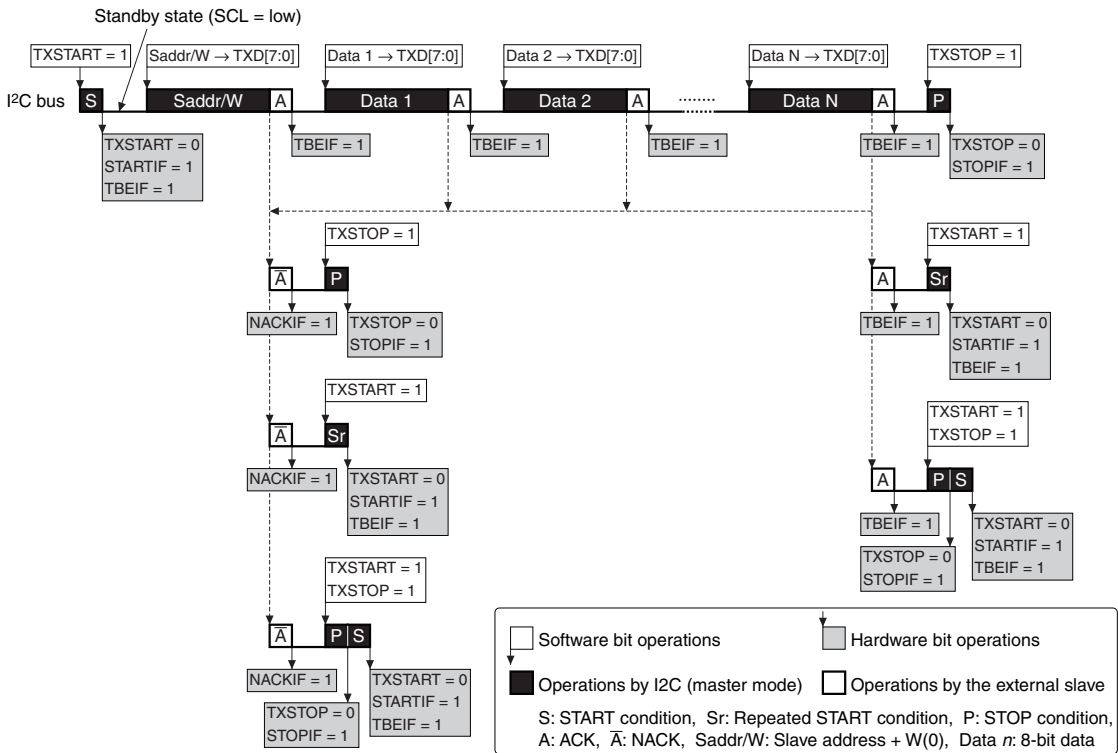 Standby state (SCL = low)
TXSTART = 1
Saddr/W → TXD[7:0]
Data 1 → TXD[7:0]
Data 2 → TXD[7:0]
Data N → TXD[7:0]
TXSTOP = 1
I²C bus
S
Saddr/W
A
Data 1
A
Data 2
A
Data N
A
P
TXSTART = 0
STARTIF = 1
TBEIF = 1
TBEIF = 1
TBEIF = 1
TBEIF = 1
TBEIF = 1
TXSTOP = 0
STOPIF = 1
TXSTOP = 1
A̅
P
NACKIF = 1
TXSTOP = 0
STOPIF = 1
TXSTART = 1
A
Sr
TBEIF = 1
TXSTART = 0
STARTIF = 1
TBEIF = 1
TXSTART = 1
A̅
Sr
NACKIF = 1
TXSTART = 0
STARTIF = 1
TBEIF = 1
TXSTART = 1
TXSTOP = 1
A
P
S
TBEIF = 1
TXSTOP = 0
STOPIF = 1
TXSTART = 0
STARTIF = 1
TBEIF = 1
TXSTART = 1
TXSTOP = 1
A̅
P
S
NACKIF = 1
TXSTOP = 0
STOPIF = 1
TXSTART = 0
STARTIF = 1
TBEIF = 1
Software bit operations
Hardware bit operations
Operations by I2C (master mode)
Operations by the external slave
S: START condition, Sr: Repeated START condition, P: STOP condition,
A: ACK, A̅: NACK, Saddr/W: Slave address + W(0), Data n: 8-bit data